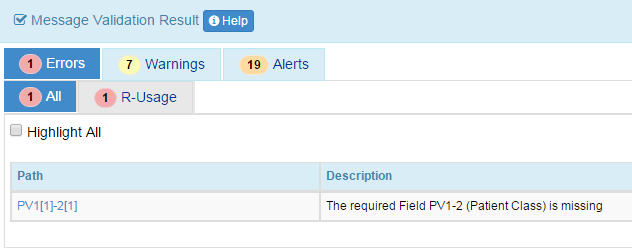 Message Validation Result Help
1 Errors 7 Warnings 19 Alerts
1 All 1 R-Usage
Highlight All
Path Description
PV1[1]-2[1] The required Field PV1-2 (Patient Class) is missing